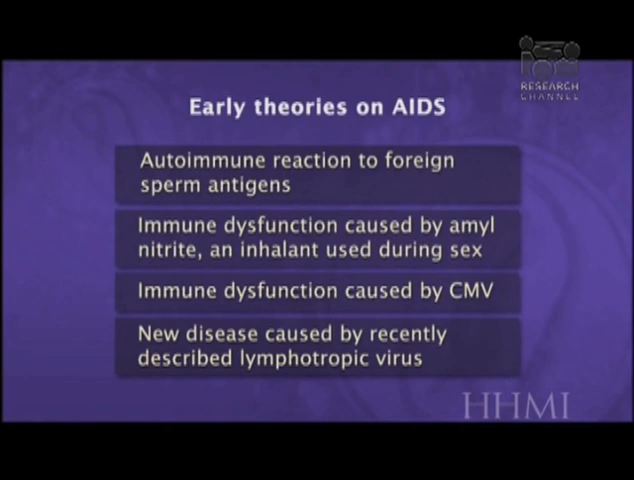 RESEARCH
CHANNEL
Early theories on AIDS
Autoimmune reaction to foreign
sperm antigens
Immune dysfunction caused by amyl
nitrite, an inhalant used during sex
Immune dysfunction caused by CMV
New disease caused by recently
described lymphotropic virus
HHMI